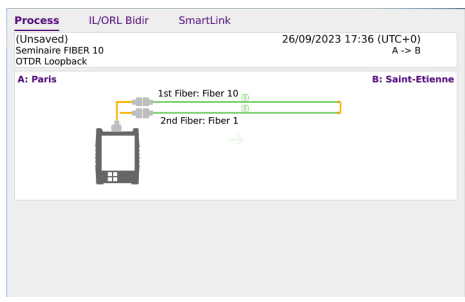 Process IL/ORL Bidir SmartLink
(Unsaved) 26/09/2023 17:36 (UTC+0)
Seminaire FIBER 10 A -> B
OTDR Loopback
A: Paris B: Saint-Etienne
1st Fiber: Fiber 10
2nd Fiber: Fiber 1